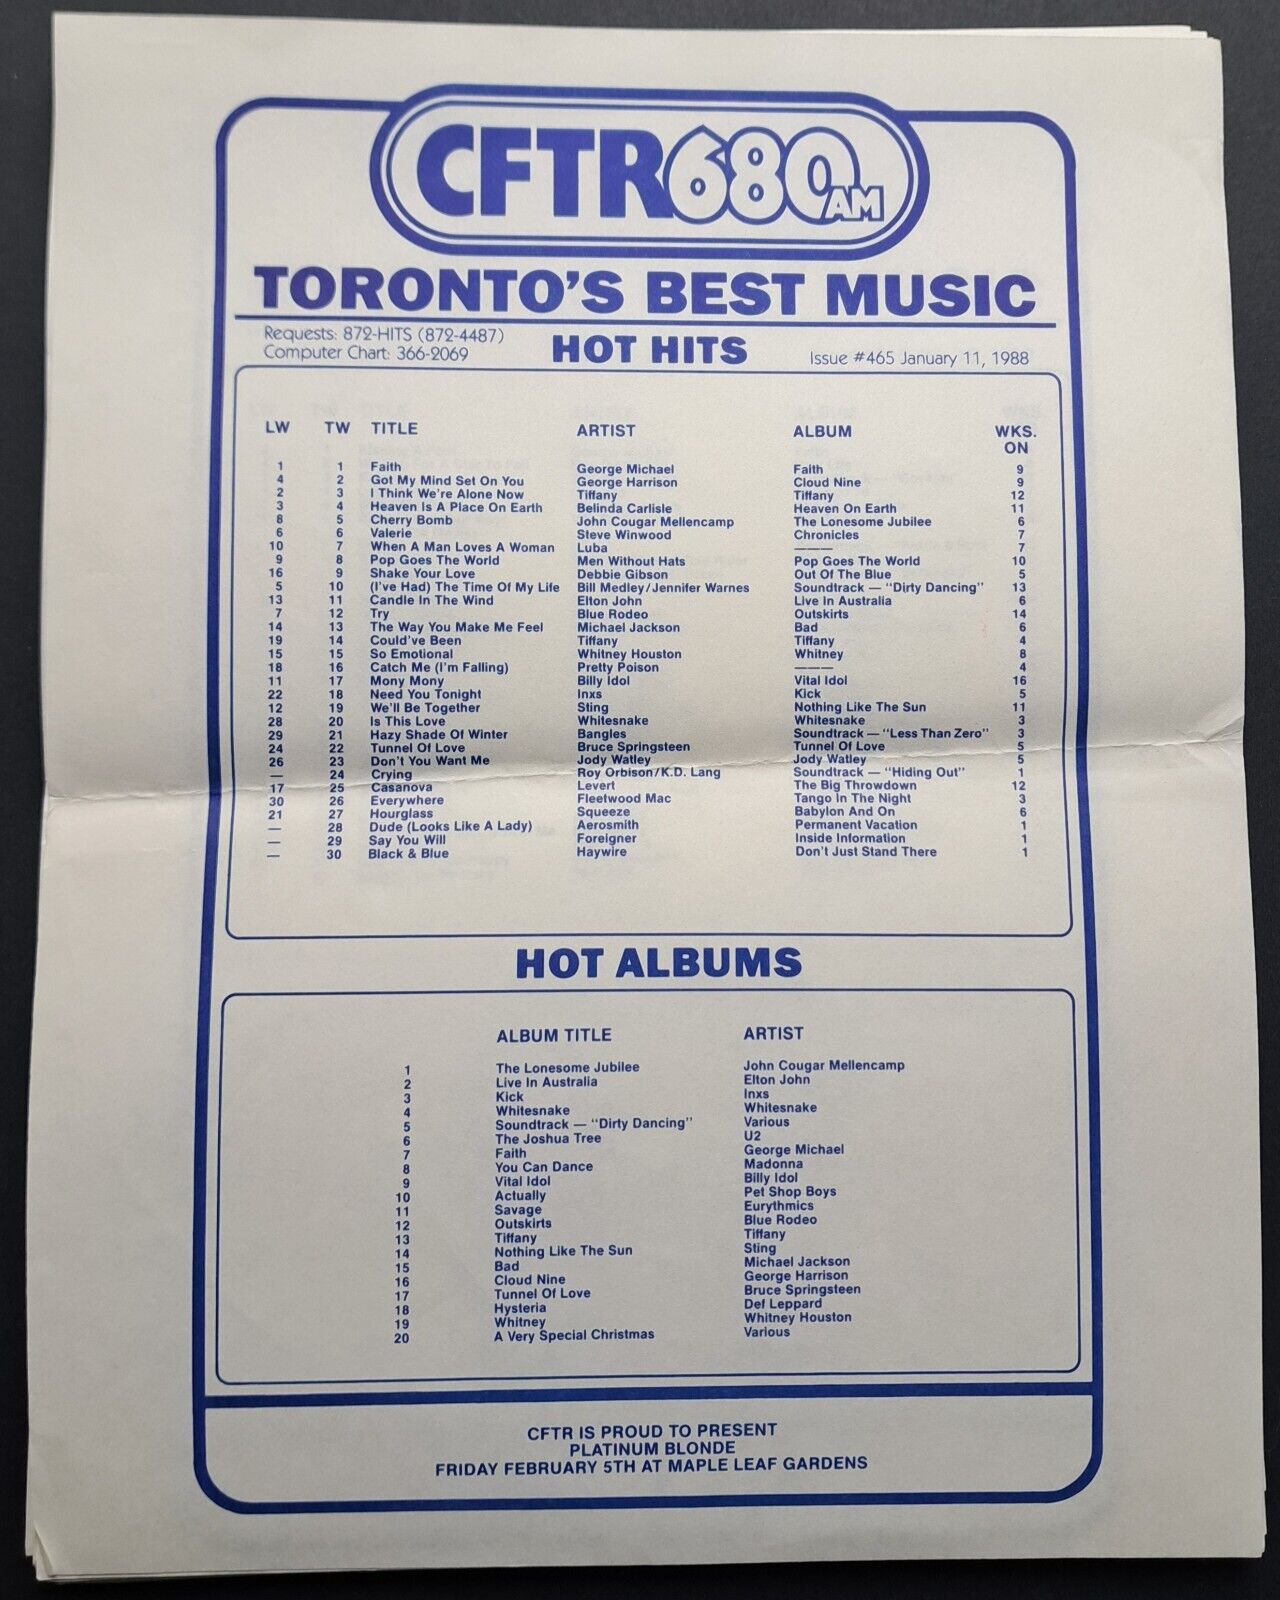 CFTR680AM
TORONTO'S BEST MUSIC
Requests: 872-HITS (872-4487)
Computer Chart: 366-2069
HOT HITS
Issue #465 January 11, 1988
LW TW TITLE ARTIST ALBUM WKS. ON
1 1 Faith George Michael Faith 9
4 2 Got My Mind Set On You George Harrison Cloud Nine 9
2 3 I Think We're Alone Now Tiffany Tiffany 12
3 4 Heaven Is A Place On Earth Belinda Carlisle Heaven On Earth 11
8 5 Cherry Bomb John Cougar Mellencamp The Lonesome Jubilee 6
6 6 Valerie Steve Winwood Chronicles 7
10 7 When A Man Loves A Woman Luba ——— 7
9 8 Pop Goes The World Men Without Hats Pop Goes The World 10
16 9 Shake Your Love Debbie Gibson Out Of The Blue 5
5 10 (I've Had) The Time Of My Life Bill Medley/Jennifer Warnes Soundtrack — "Dirty Dancing" 13
13 11 Candle In The Wind Elton John Live In Australia 6
7 12 Try Blue Rodeo Outskirts 14
14 13 The Way You Make Me Feel Michael Jackson Bad 6
19 14 Could've Been Tiffany Tiffany 4
15 15 So Emotional Whitney Houston Whitney 8
18 16 Catch Me (I'm Falling) Pretty Poison ——— 4
11 17 Mony Mony Billy Idol Vital Idol 16
22 18 Need You Tonight Inxs Kick 5
12 19 We'll Be Together Sting Nothing Like The Sun 11
28 20 Is This Love Whitesnake Whitesnake 3
29 21 Hazy Shade Of Winter Bangles Soundtrack — "Less Than Zero" 3
24 22 Tunnel Of Love Bruce Springsteen Tunnel Of Love 5
26 23 Don't You Want Me Jody Watley Jody Watley 5
— 24 Crying Roy Orbison/K.D. Lang Soundtrack — "Hiding Out" 1
17 25 Casanova Levert The Big Throwdown 12
30 26 Everywhere Fleetwood Mac Tango In The Night 3
21 27 Hourglass Squeeze Babylon And On 6
— 28 Dude (Looks Like A Lady) Aerosmith Permanent Vacation 1
— 29 Say You Will Foreigner Inside Information 1
— 30 Black & Blue Haywire Don't Just Stand There 1
HOT ALBUMS
ALBUM TITLE ARTIST
1 The Lonesome Jubilee John Cougar Mellencamp
2 Live In Australia Elton John
3 Kick Inxs
4 Whitesnake Whitesnake
5 Soundtrack — "Dirty Dancing" Various
6 The Joshua Tree U2
7 Faith George Michael
8 You Can Dance Madonna
9 Vital Idol Billy Idol
10 Actually Pet Shop Boys
11 Savage Eurythmics
12 Outskirts Blue Rodeo
13 Tiffany Tiffany
14 Nothing Like The Sun Sting
15 Bad Michael Jackson
16 Cloud Nine George Harrison
17 Tunnel Of Love Bruce Springsteen
18 Hysteria Def Leppard
19 Whitney Whitney Houston
20 A Very Special Christmas Various
CFTR IS PROUD TO PRESENT
PLATINUM BLONDE
FRIDAY FEBRUARY 5TH AT MAPLE LEAF GARDENS